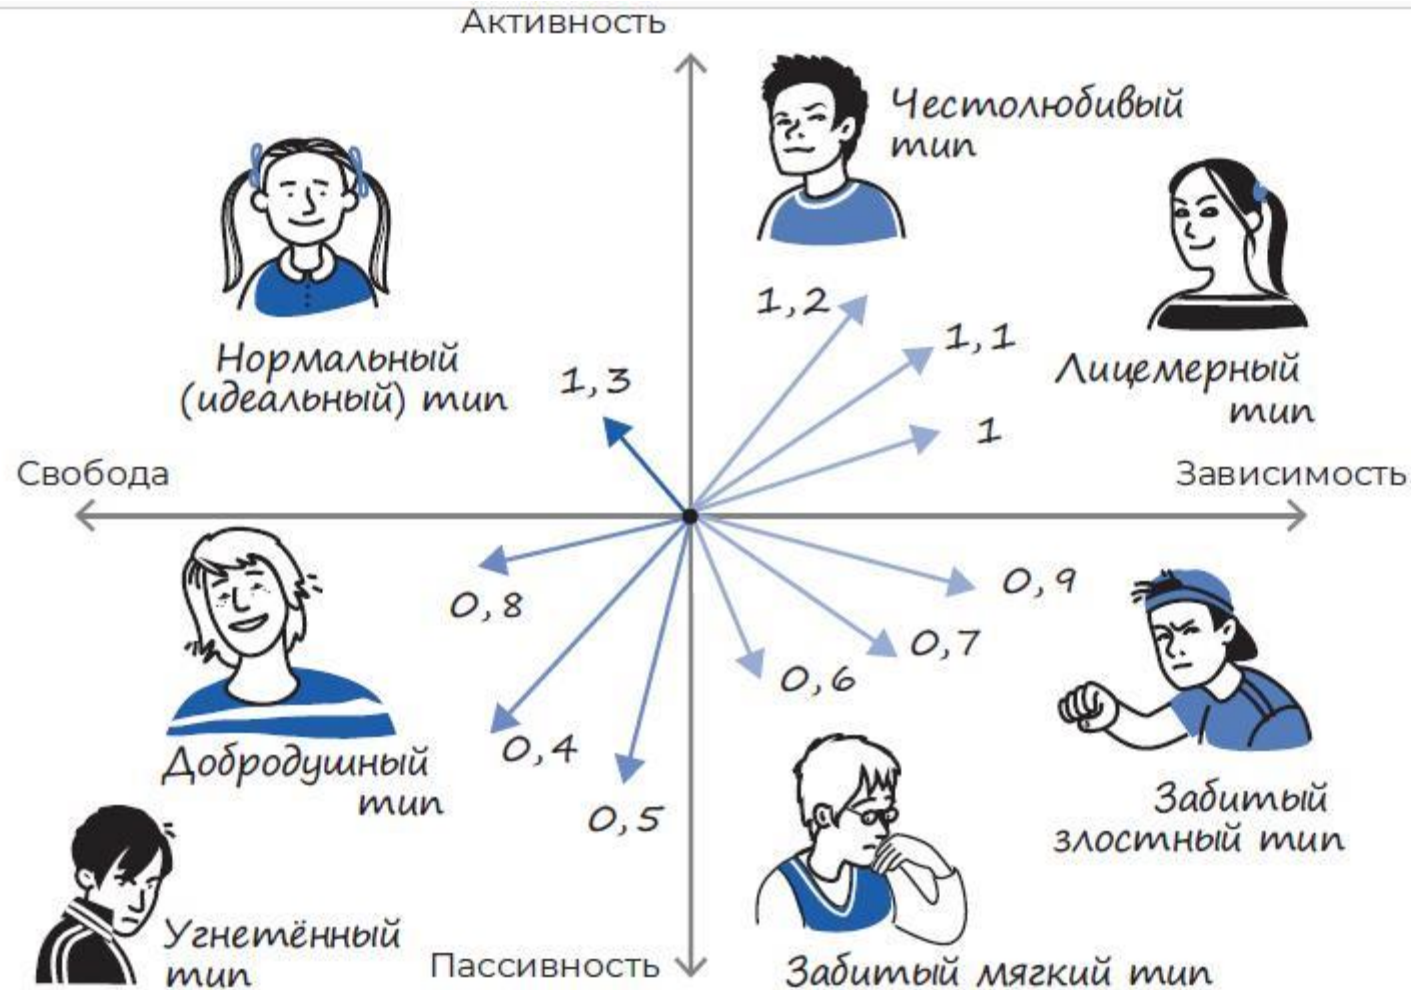 Активность
Честолюбивый
тип
1,2
1,1
1
Лицемерный
тип
Нормальный
(идеальный) тип
1,3
Свобода
Зависимость
0,8
0,9
0,7
0,6
0,4
0,5
Добродушный
тип
Забитый
злостный тип
Угнетённый
тип
Пассивность
Забитый мягкий тип